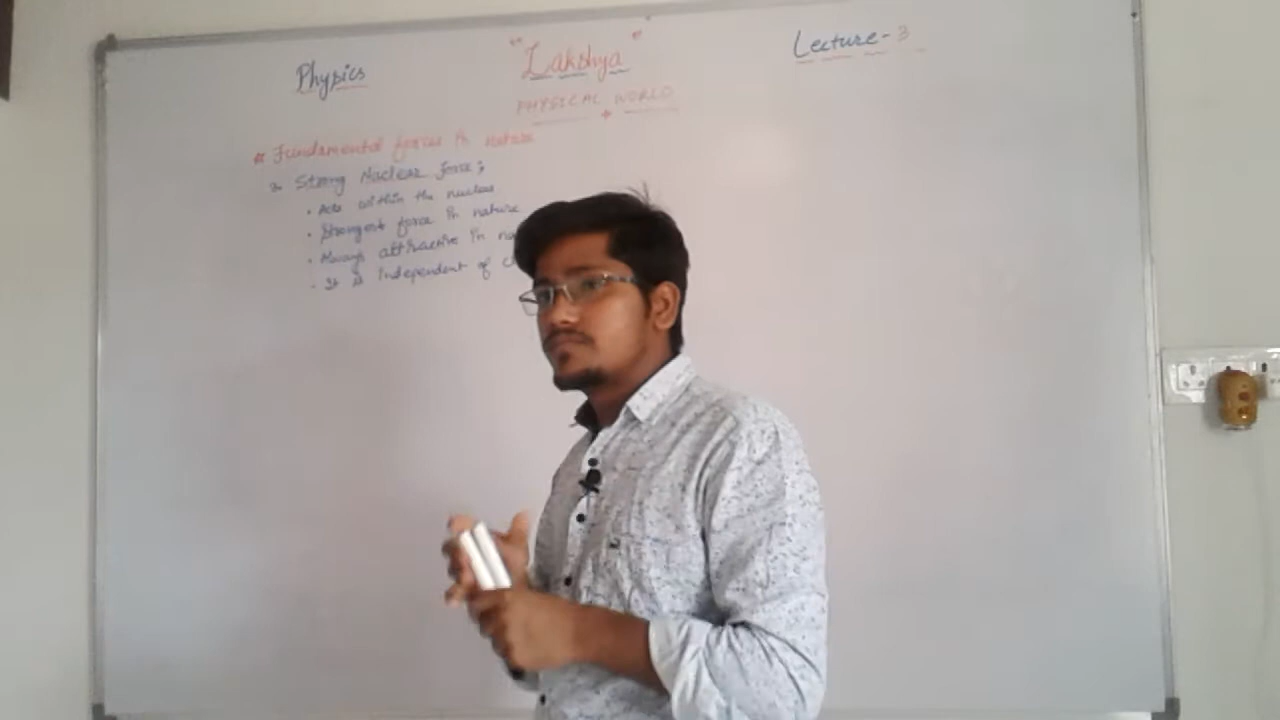 Physics "Lakshya" Lecture-3
PHYSICAL WORLD
Fundamental forces in nature
Strong Nuclear force;
• Acts within the nucleus
• Strongest force in nature
• Always attractive in
• It is independent of